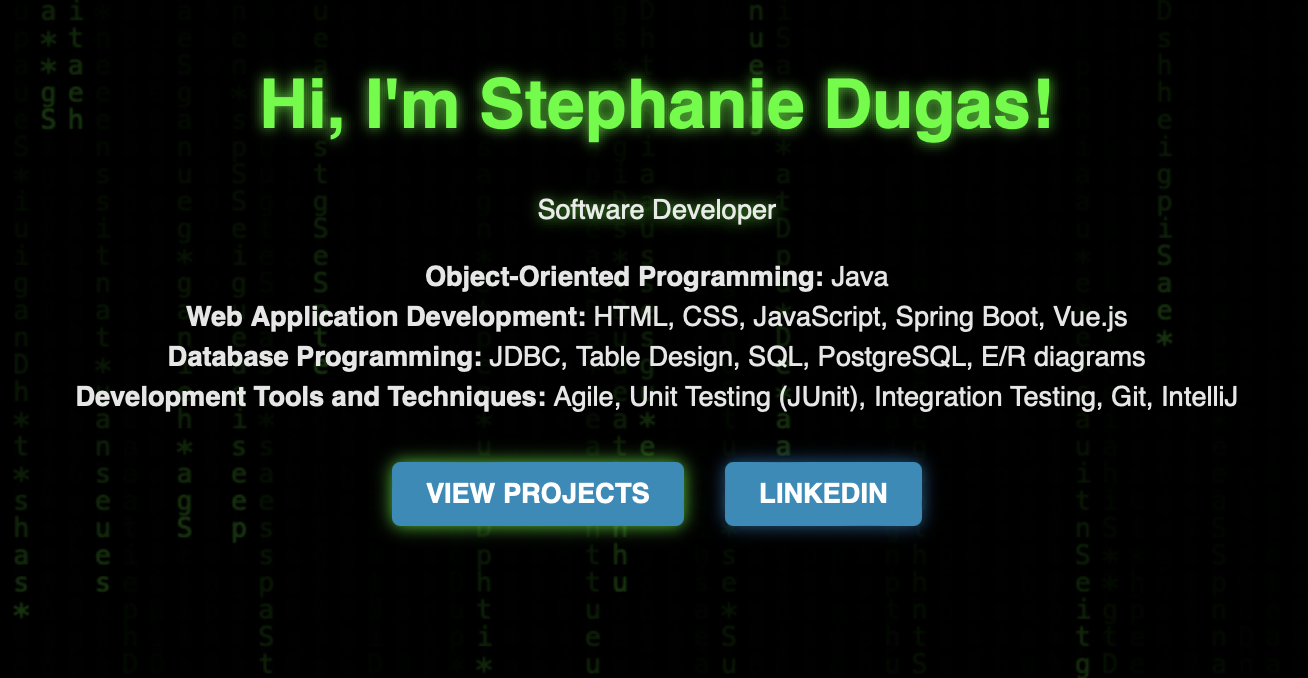 Hi, I'm Stephanie Dugas!
Software Developer
Object-Oriented Programming: Java
Web Application Development: HTML, CSS, JavaScript, Spring Boot, Vue.js
Database Programming: JDBC, Table Design, SQL, PostgreSQL, E/R diagrams
Development Tools and Techniques: Agile, Unit Testing (JUnit), Integration Testing, Git, IntelliJ
VIEW PROJECTS
LINKEDIN